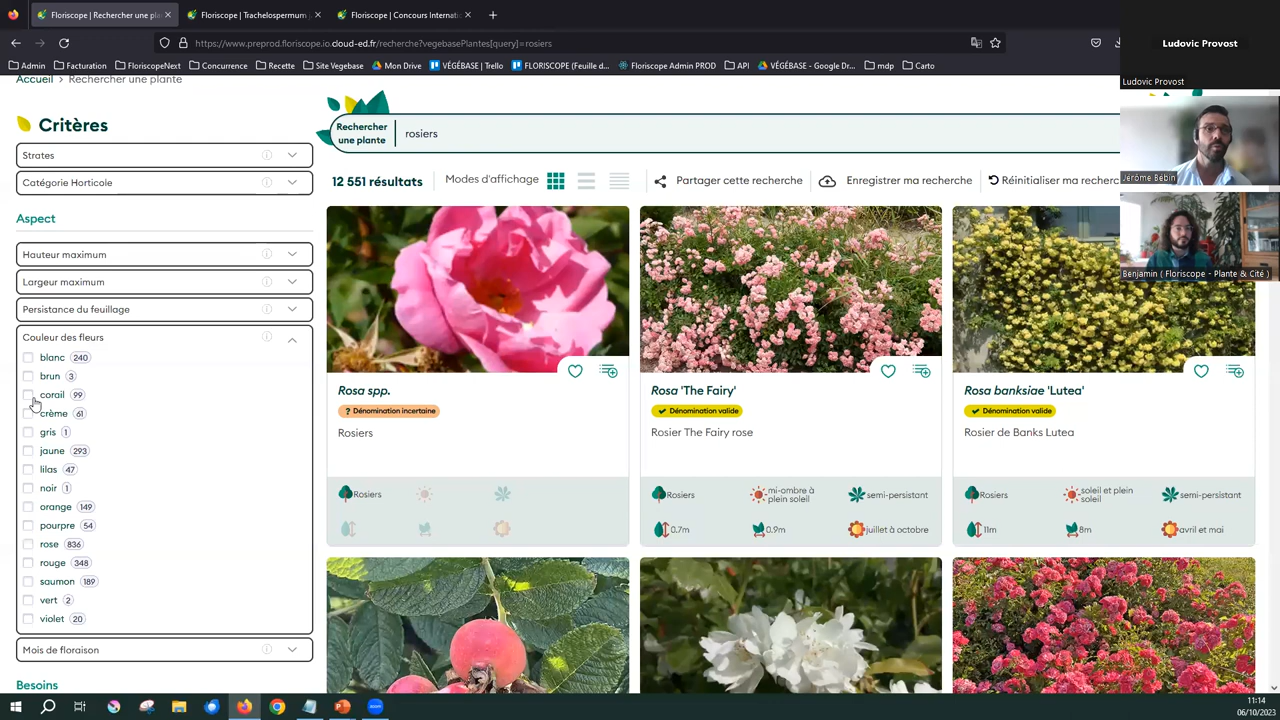 Floriscope | Rechercher une pla
Floriscope | Trachelospermum j
Floriscope | Concours Internati
https://www.preprod.floriscope.io.cloud-ed.fr/recherche?vegebasePlantes[query]=rosiers
Admin
Facturation
FloriscopeNext
Concurrence
Recette
Site Vegebase
Mon Drive
VÉGÉBASE | Trello
FLORISCOPE (Feuille d...
Floriscope Admin PROD
API
VÉGÉBASE - Google Dr...
mdp
Carto
Ludovic Provost
Ludovic Provost
Jérôme Bébin
Benjamin ( Floriscope - Plante & Cité )
Accueil > Rechercher une plante
Critères
Strates
Catégorie Horticole
Aspect
Hauteur maximum
Largeur maximum
Persistance du feuillage
Couleur des fleurs
blanc 240
brun 3
corail 99
crème 61
gris 1
jaune 293
lilas 47
noir 1
orange 149
pourpre 54
rose 836
rouge 348
saumon 189
vert 2
violet 20
Mois de floraison
Besoins
Rechercher
une plante
rosiers
12 551 résultats
Modes d'affichage
Partager cette recherche
Enregistrer ma recherche
Réinitialiser ma recherc
Rosa spp.
? Dénomination incertaine
Rosiers
Rosiers
Rosa 'The Fairy'
Dénomination valide
Rosier The Fairy rose
Rosiers
mi-ombre à
plein soleil
semi-persistant
0.7m
0.9m
juillet à octobre
Rosa banksiae 'Lutea'
Dénomination valide
Rosier de Banks Lutea
Rosiers
soleil et plein
soleil
semi-persistant
11m
8m
avril et mai
11:14
06/10/2023